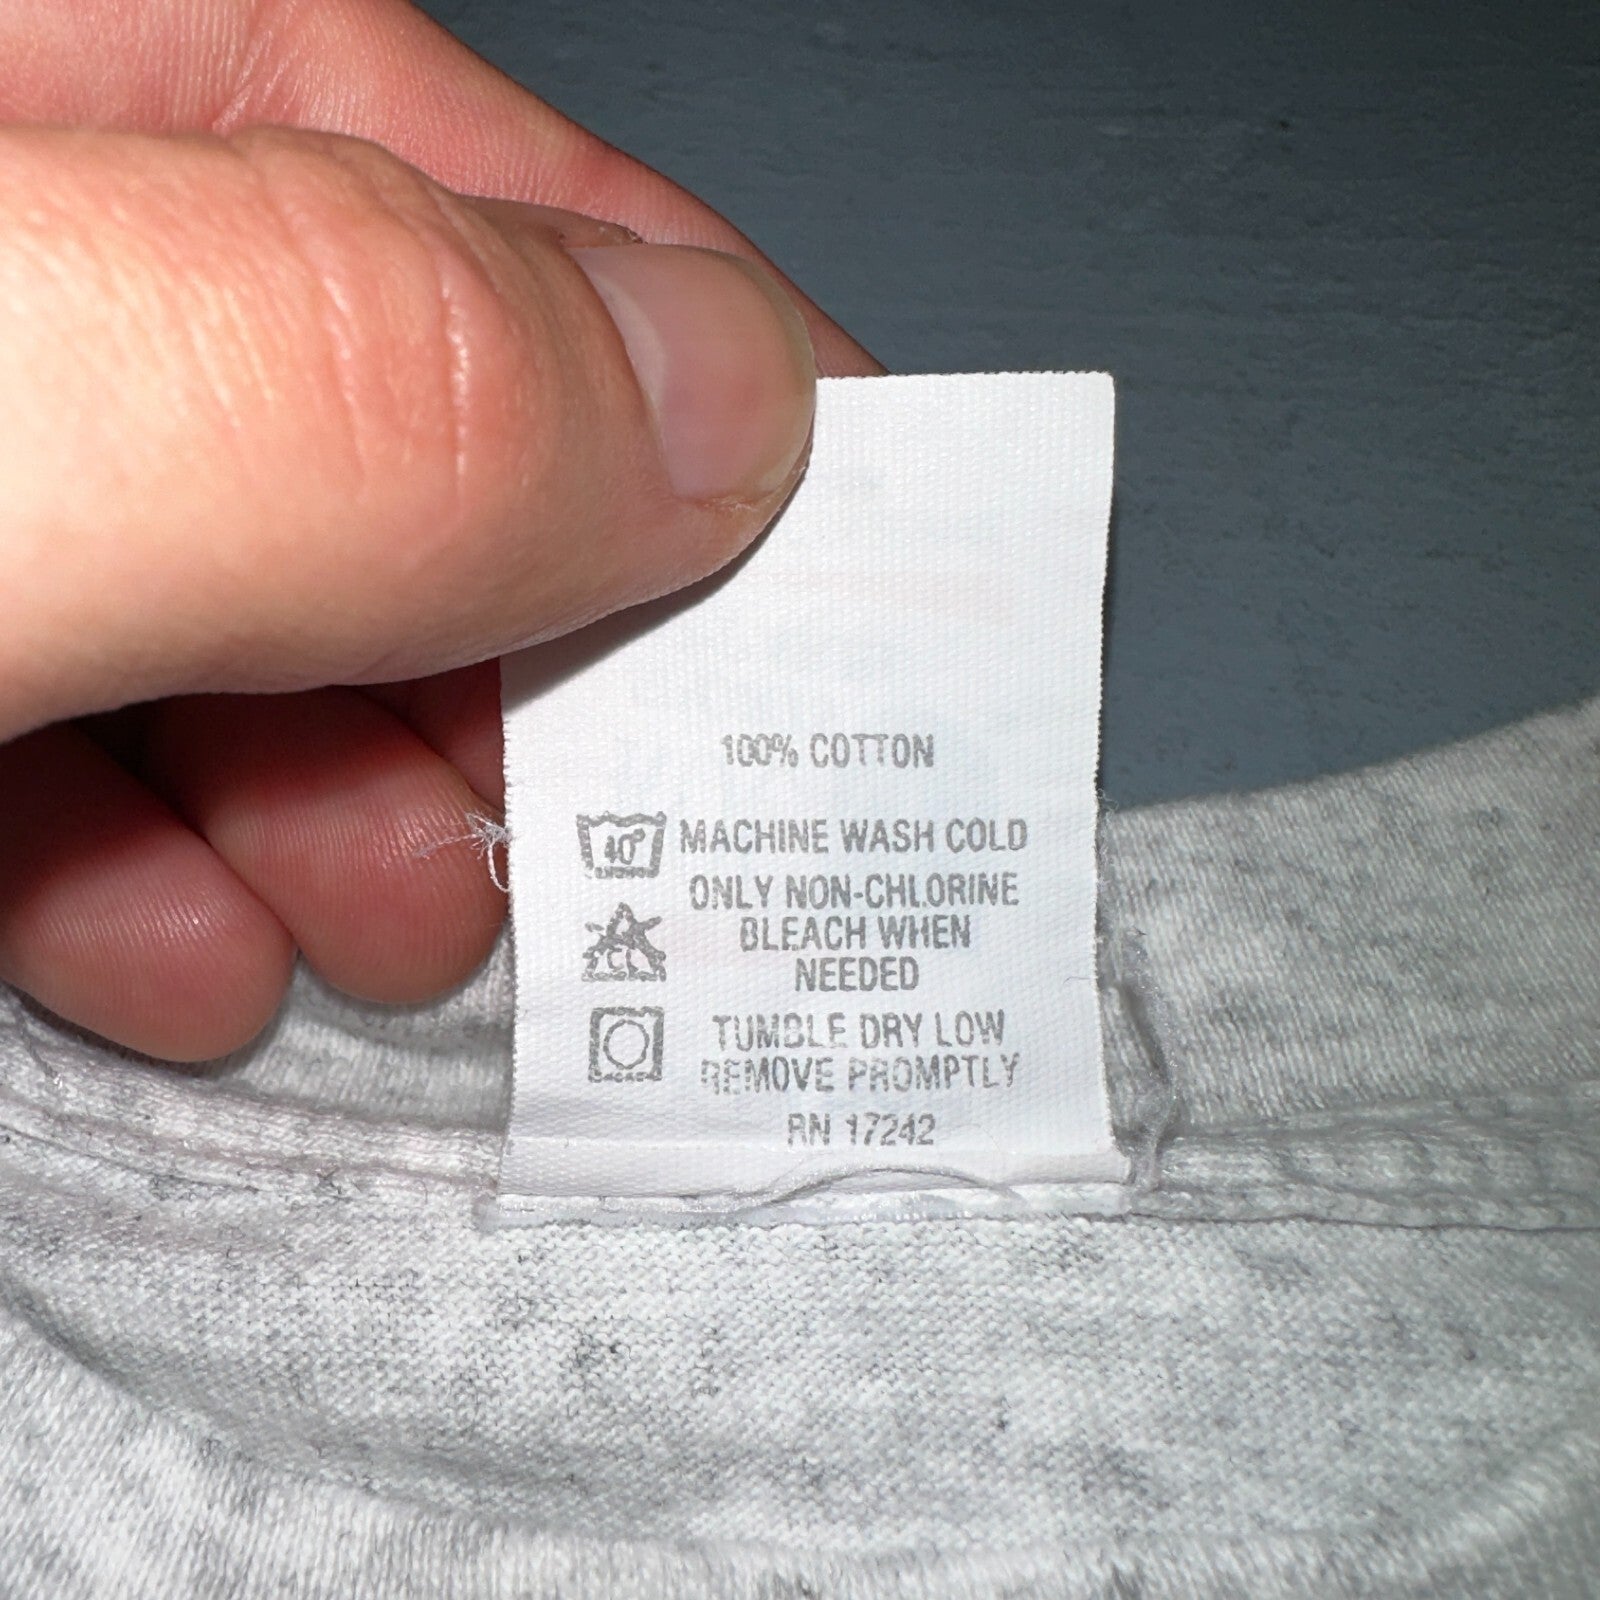 100% COTTON
40° MACHINE WASH COLD
ONLY NON-CHLORINE
BLEACH WHEN
CL NEEDED
TUMBLE DRY LOW
REMOVE PROMPTLY
RN 17242